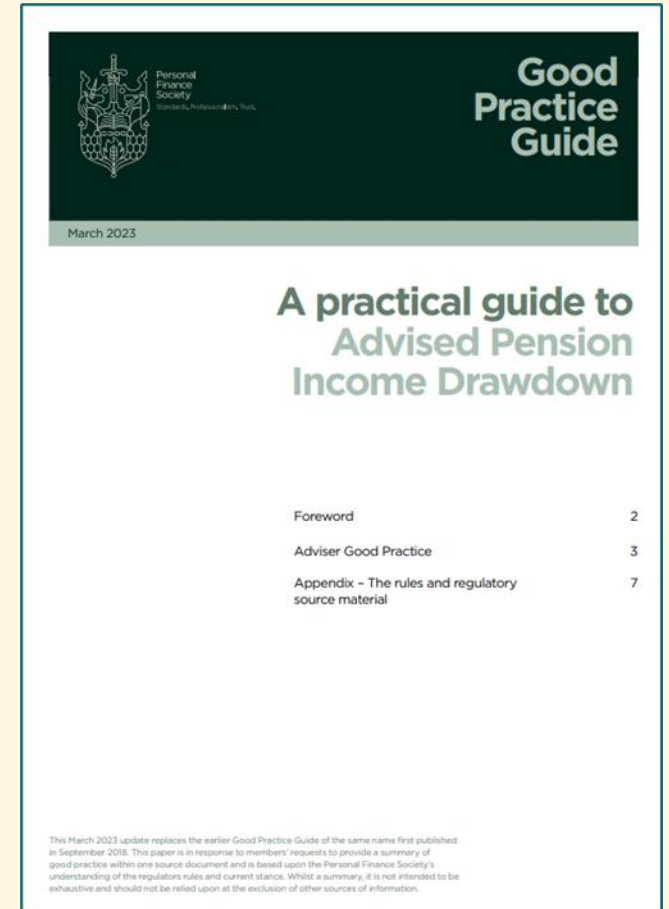 Personal
Finance
Society
Standards. Professionalism. Trust.
Good
Practice
Guide
March 2023
A practical guide to
Advised Pension
Income Drawdown
Foreword 2
Adviser Good Practice 3
Appendix – The rules and regulatory 7
source material
This March 2023 update replaces the earlier Good Practice Guide of the same name first published
in September 2018. This paper is in response to members' requests to provide a summary of
good practice within one source document and is based upon the Personal Finance Society's
understanding of the regulators rules and current stance. Whilst a summary, it is not intended to be
exhaustive and should not be relied upon at the exclusion of other sources of information.